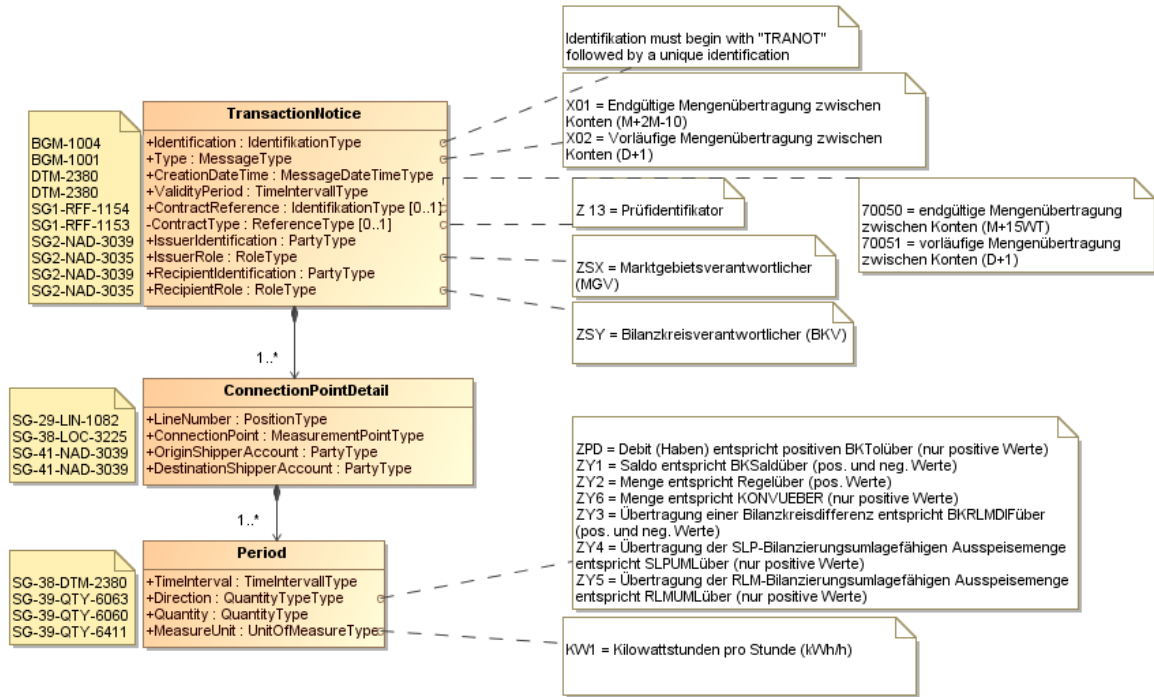 Identifikation must begin with "TRANOT"
followed by a unique identification
X01 = Endgültige Mengenübertragung zwischen
Konten (M+2M-10)
X02 = Vorläufige Mengenübertragung zwischen
Konten (D+1)
TransactionNotice
BGM-1004
BGM-1001
DTM-2380
DTM-2380
SG1-RFF-1154
SG1-RFF-1153
SG2-NAD-3039
SG2-NAD-3035
SG2-NAD-3039
SG2-NAD-3035
+Identification : IdentifikationType
+Type : MessageType
+CreationDateTime : MessageDateTimeType
+ValidityPeriod : TimeIntervallType
+ContractReference : IdentifikationType [0..1]
-ContractType : ReferenceType [0..1]
+IssuerIdentification : PartyType
+IssuerRole : RoleType
+RecipientIdentification : PartyType
+RecipientRole : RoleType
Z 13 = Prüfidentifikator
70050 = endgültige Mengenübertragung
zwischen Konten (M+15WT)
70051 = vorläufige Mengenübertragung
zwischen Konten (D+1)
ZSX = Marktgebietsverantwortlicher
(MGV)
ZSY = Bilanzkreisverantwortlicher (BKV)
1..*
ConnectionPointDetail
SG-29-LIN-1082
SG-38-LOC-3225
SG-41-NAD-3039
SG-41-NAD-3039
+LineNumber : PositionType
+ConnectionPoint : MeasurementPointType
+OriginShipperAccount : PartyType
+DestinationShipperAccount : PartyType
1..*
ZPD = Debit (Haben) entspricht positiven BKTolüber (nur positive Werte)
ZY1 = Saldo entspricht BKSaldüber (pos. und neg. Werte)
ZY2 = Menge entspricht Regelüber (pos. Werte)
ZY6 = Menge entspricht KONVUEBER (nur positive Werte)
ZY3 = Übertragung einer Bilanzkreisdifferenz entspricht BKRLMDIFüber
(pos. und neg. Werte)
ZY4 = Übertragung der SLP-Bilanzierungsumlagefähigen Ausspeisemenge
entspricht SLPUMLüber (nur positive Werte)
ZY5 = Übertragung der RLM-Bilanzierungsumlagefähigen Ausspeisemenge
entspricht RLMUMLüber (nur positive Werte)
Period
SG-38-DTM-2380
SG-39-QTY-6063
SG-39-QTY-6060
SG-39-QTY-6411
+TimeInterval : TimeIntervallType
+Direction : QuantityTypeType
+Quantity : QuantityType
+MeasureUnit : UnitOfMeasureType
KW1 = Kilowattstunden pro Stunde (kWh/h)